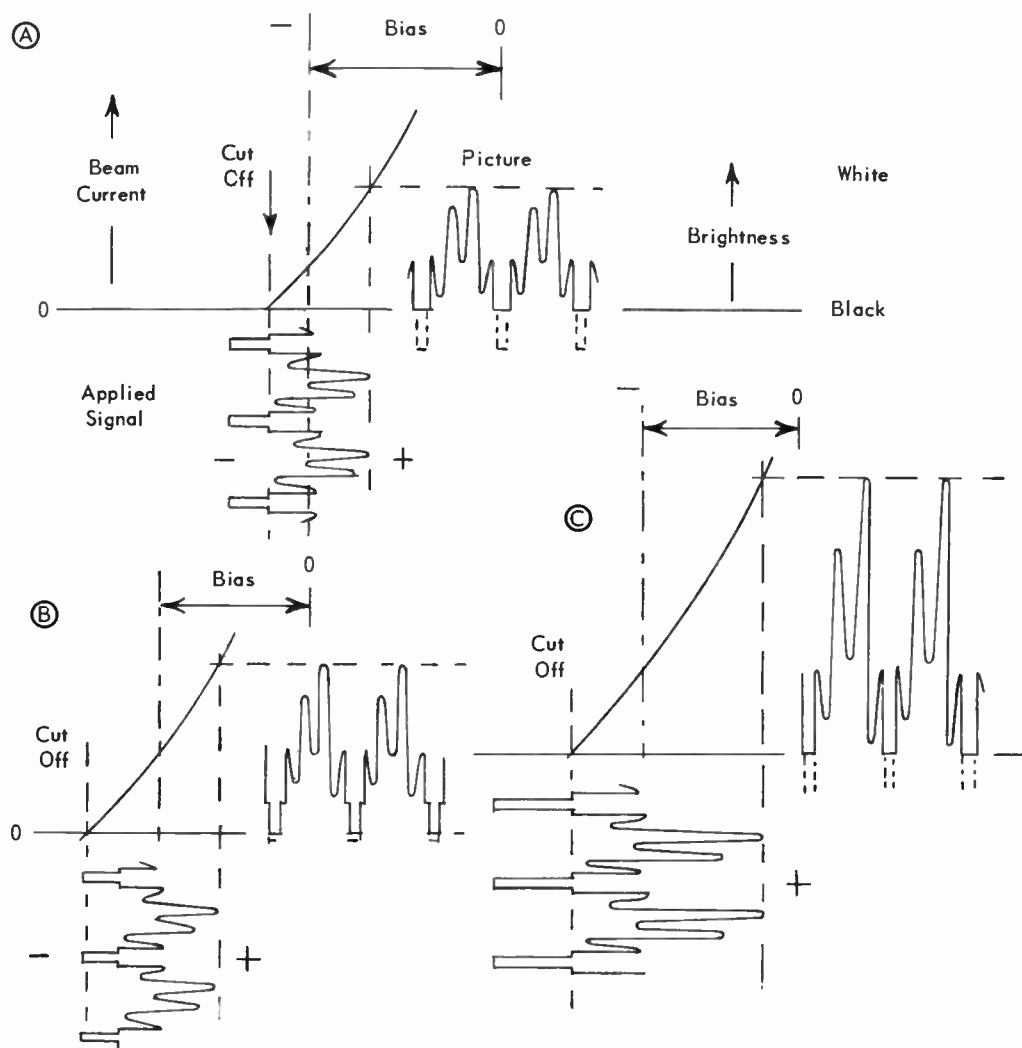 A
− Bias 0
Beam
Current
Cut
Cff
Picture
White
Brightness
0
Black
Applied
Signal
− +
− Bias 0
C
Cut
Off
+
B
Bias 0
Cut
Off
0
− +